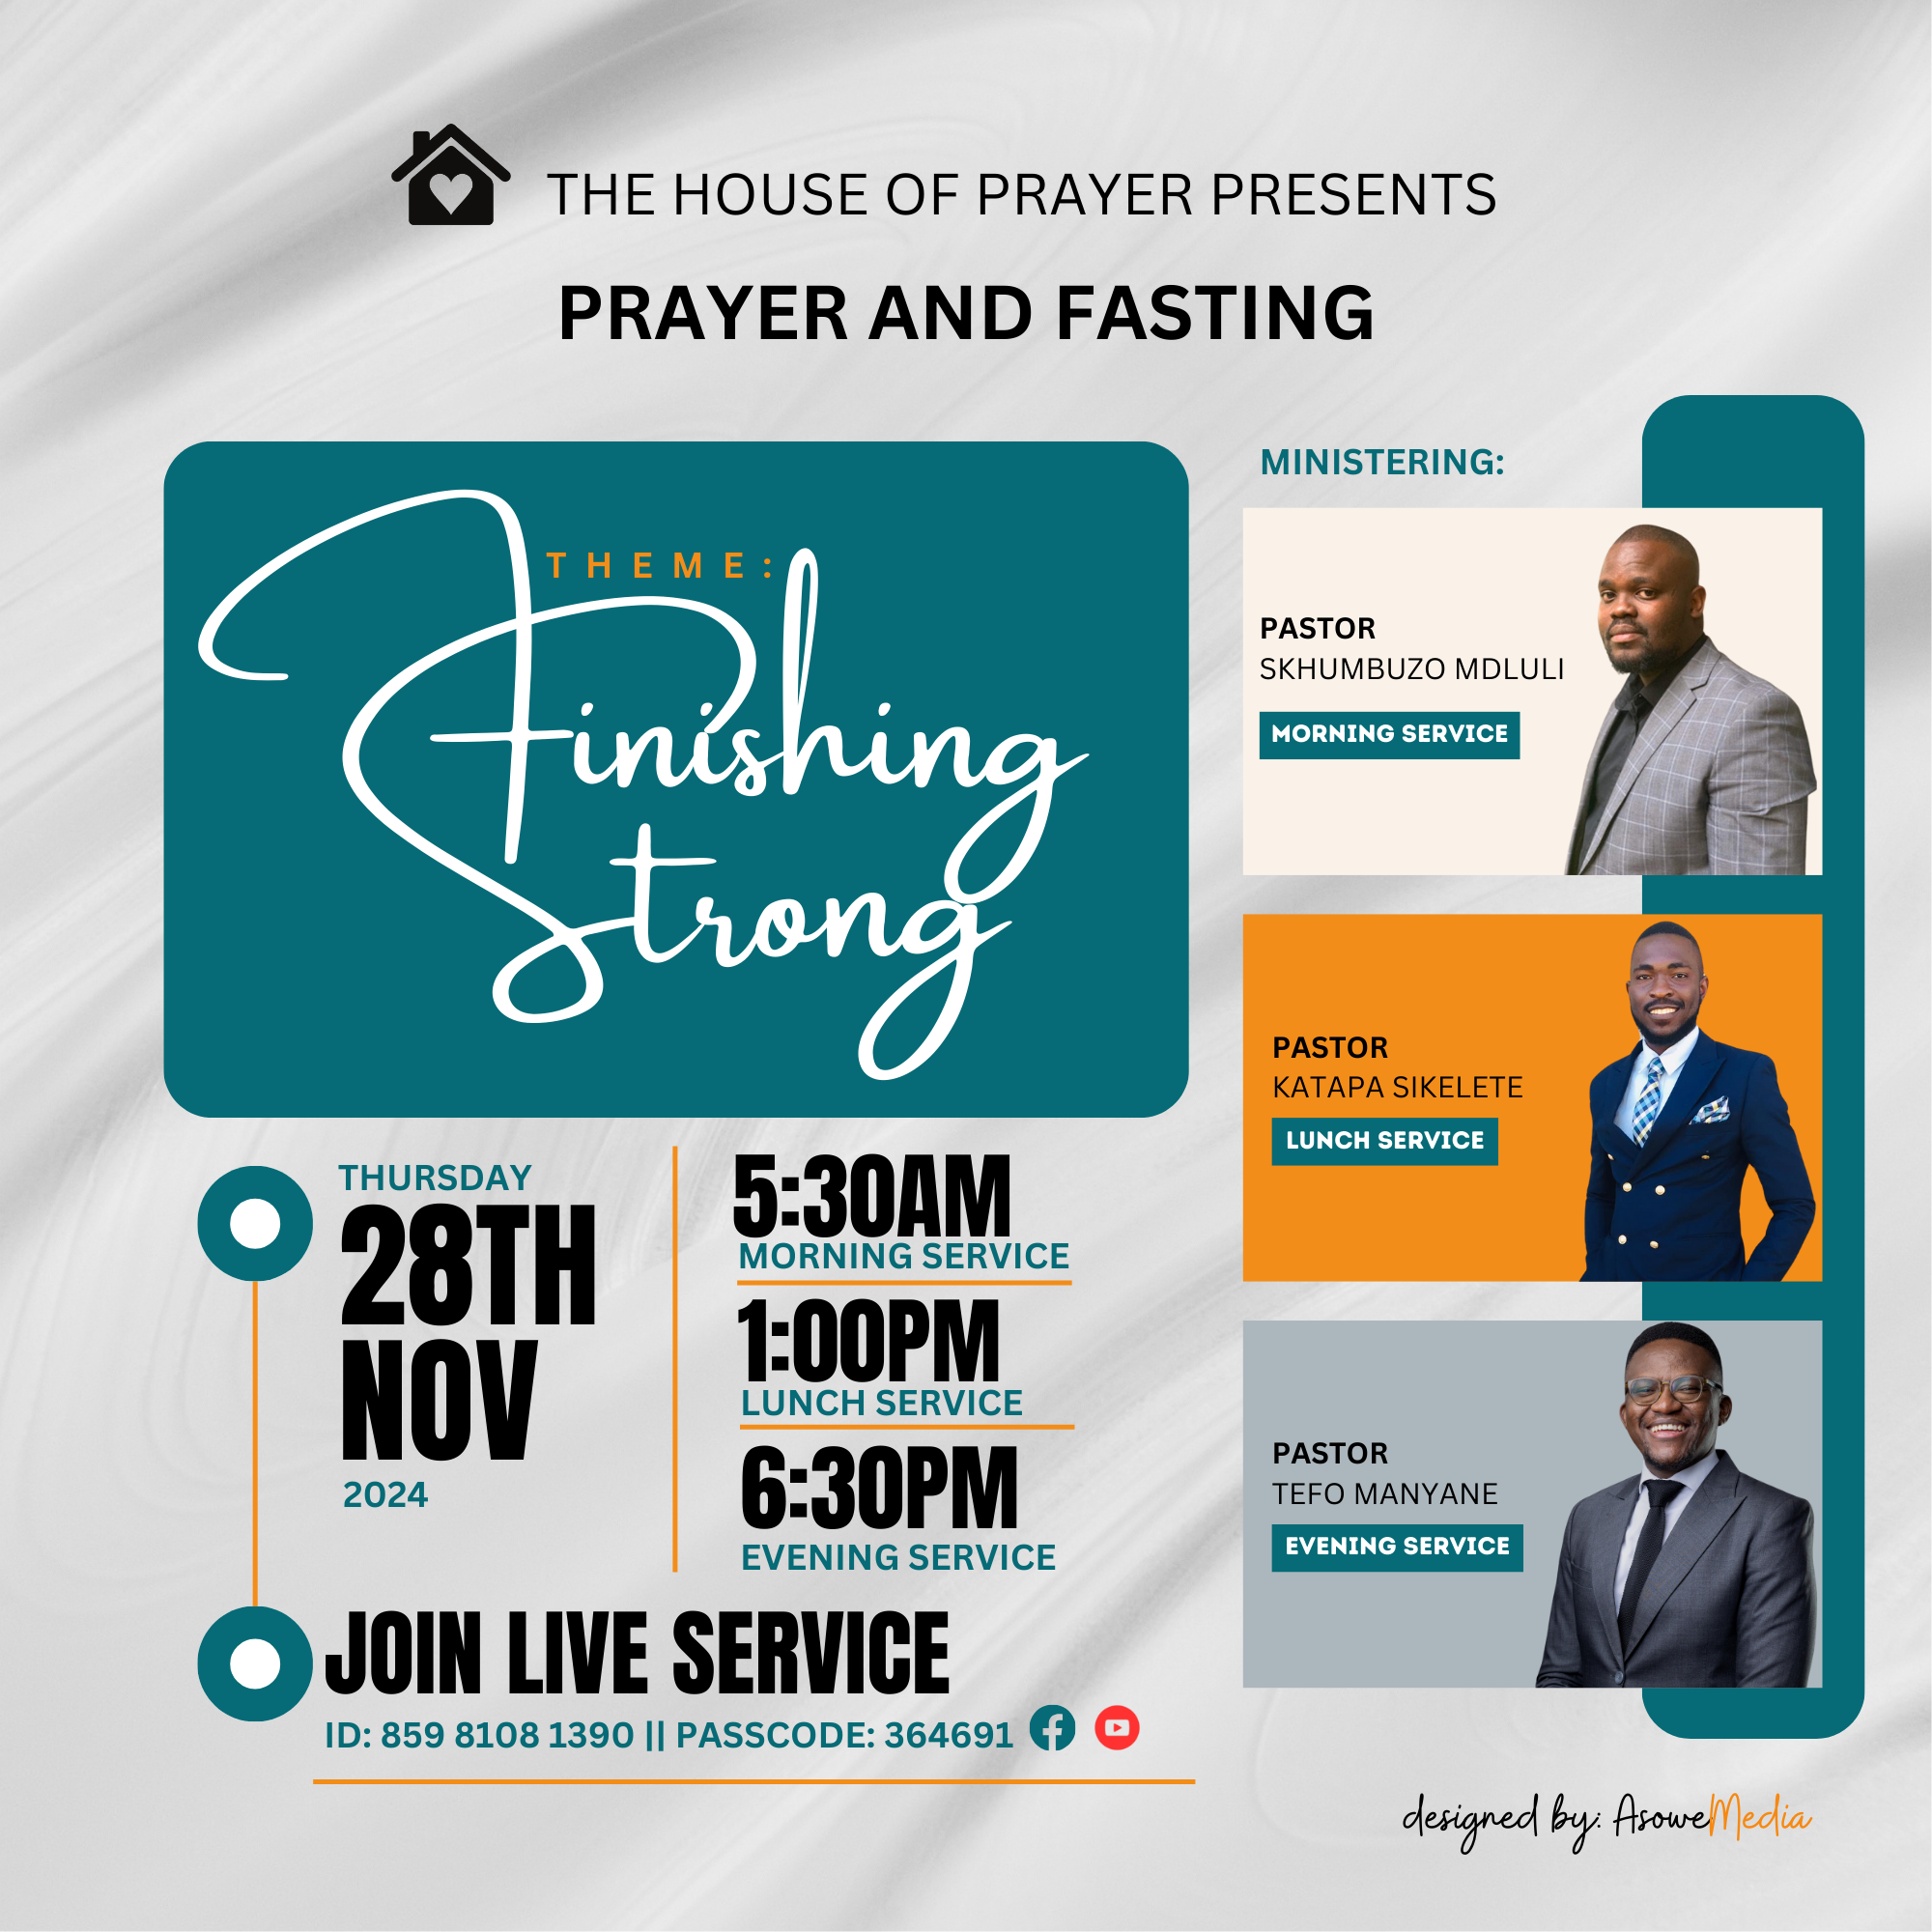 THE HOUSE OF PRAYER PRESENTS
PRAYER AND FASTING
THEME:
Finishing
Strong
MINISTERING:
PASTOR
SKHUMBUZO MDLULI
MORNING SERVICE
PASTOR
KATAPA SIKELETE
LUNCH SERVICE
PASTOR
TEFO MANYANE
EVENING SERVICE
THURSDAY
28TH
NOV
2024
5:30AM
MORNING SERVICE
1:00PM
LUNCH SERVICE
6:30PM
EVENING SERVICE
JOIN LIVE SERVICE
ID: 859 8108 1390 || PASSCODE: 364691
designed by: AsoweMedia